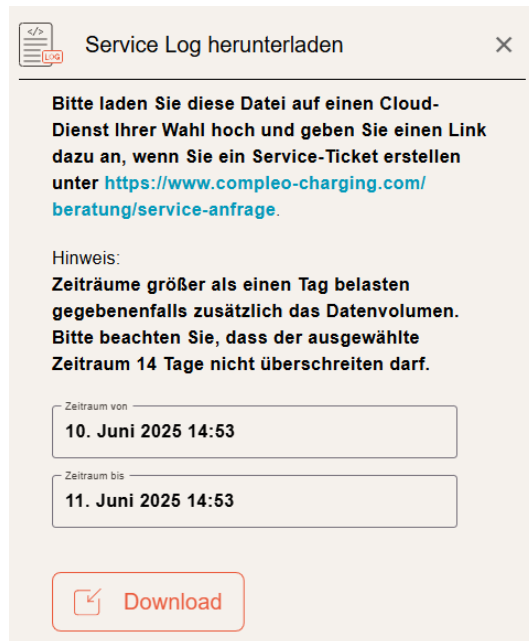 </>
LOG
Service Log herunterladen
Bitte laden Sie diese Datei auf einen Cloud-
Dienst Ihrer Wahl hoch und geben Sie einen Link
dazu an, wenn Sie ein Service-Ticket erstellen
unter https://www.compleo-charging.com/
beratung/service-anfrage.
Hinweis:
Zeiträume größer als einen Tag belasten
gegebenenfalls zusätzlich das Datenvolumen.
Bitte beachten Sie, dass der ausgewählte
Zeitraum 14 Tage nicht überschreiten darf.
Zeitraum von
10. Juni 2025 14:53
Zeitraum bis
11. Juni 2025 14:53
Download